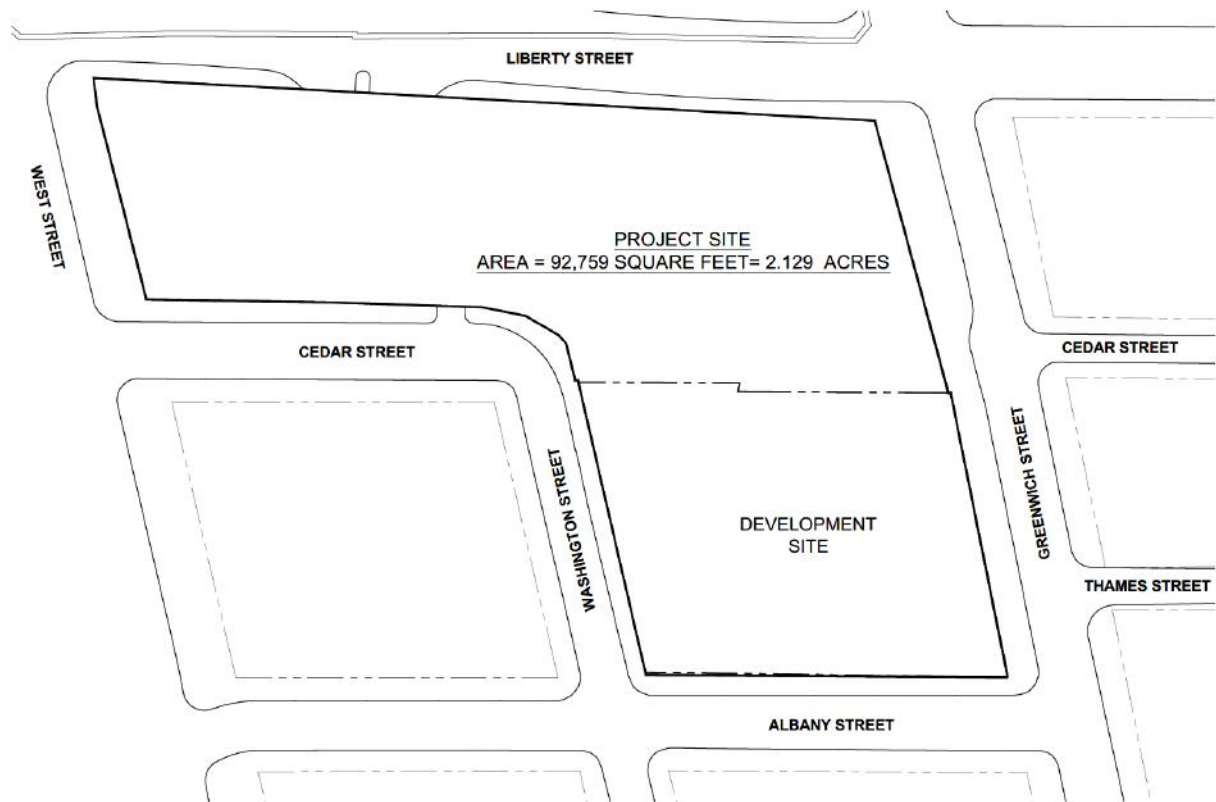 LIBERTY STREET
WEST STREET
PROJECT SITE
AREA = 92,759 SQUARE FEET= 2.129 ACRES
CEDAR STREET
CEDAR STREET
GREENWICH STREET
WASHINGTON STREET
DEVELOPMENT
SITE
THAMES STREET
ALBANY STREET